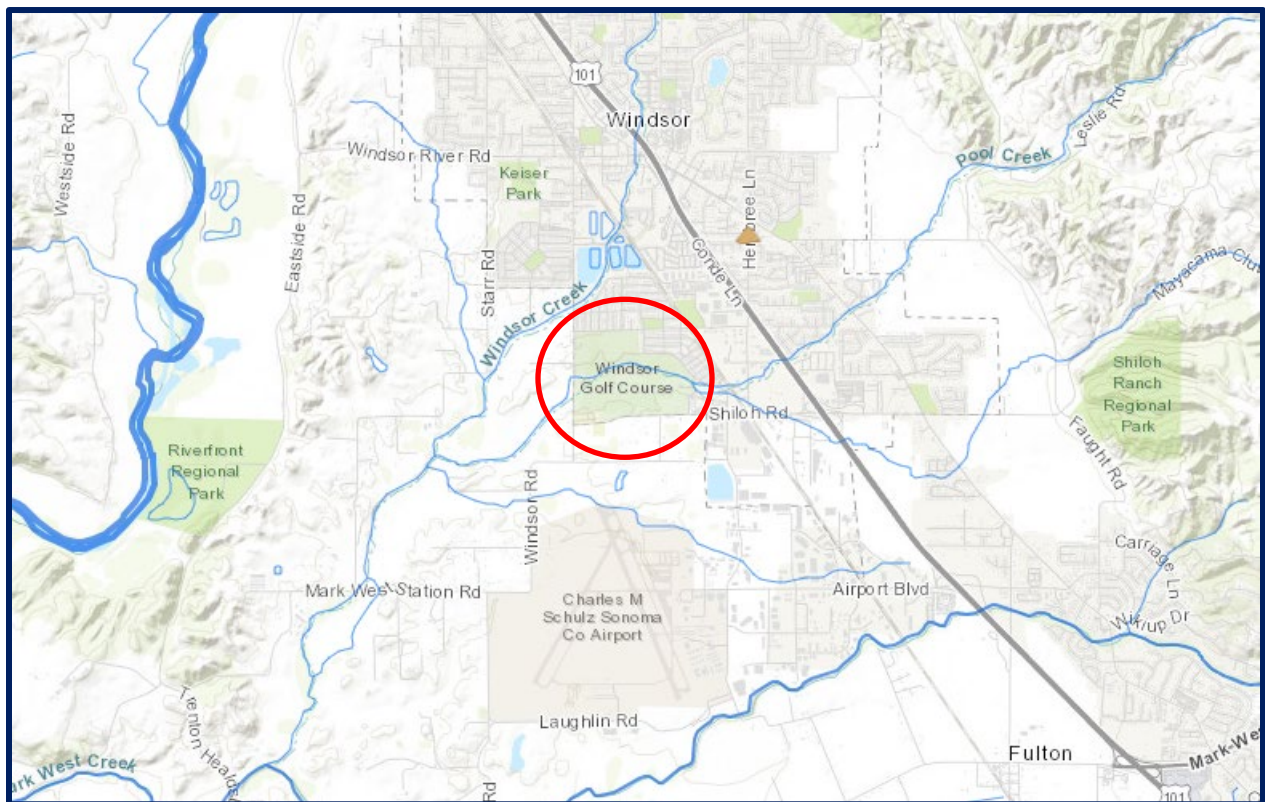 101
Windsor
Leslie Rd
Pool Creek
Westside Rd
Windsor River Rd
Keiser
Park
Eastside Rd
Starr Rd
Conde Ln
Windsor Creek
Windsor
Golf Course
Shiloh Rd
Shiloh
Ranch
Regional
Park
Mayacama
Faught Rd
Riverfront
Regional
Park
Windsor Rd
Carriage Ln
Mark West Station Rd
Airport Blvd
Wikiup Dr
Charles M
Schulz Sonoma
Co Airport
Laughlin Rd
Fulton
Trenton
West Creek
Rd
101